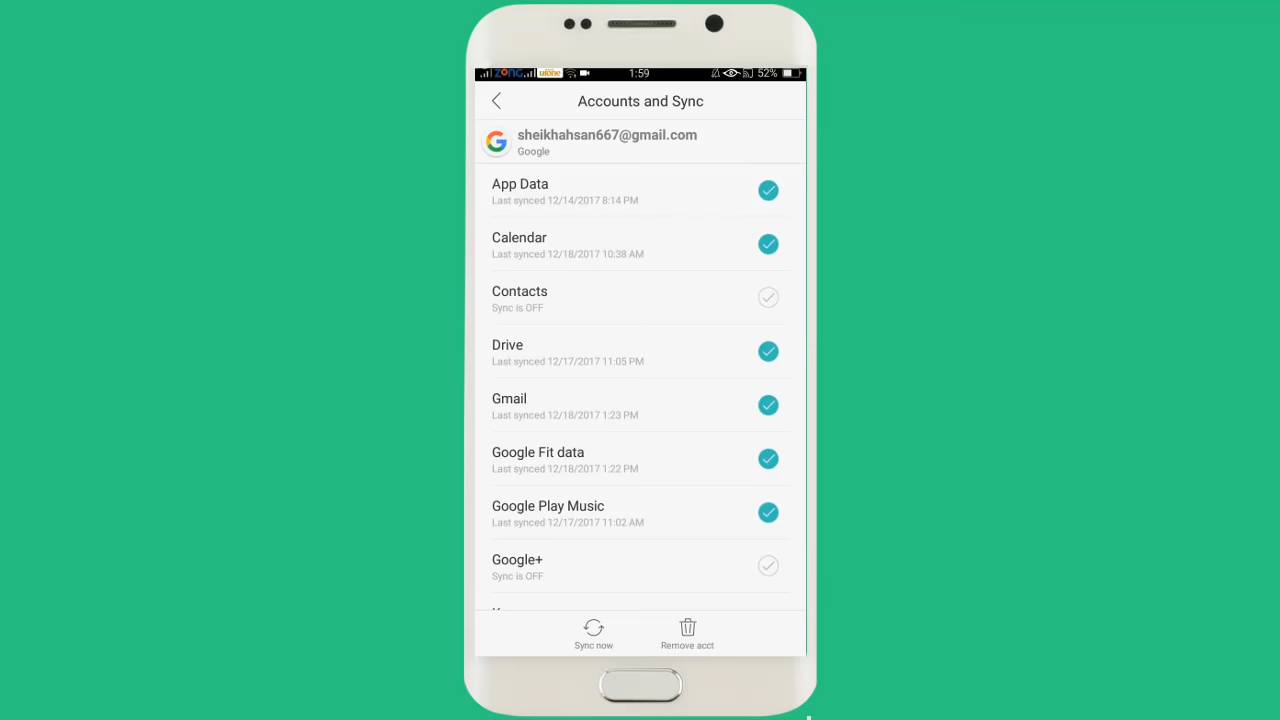 ZONG ufone 1:59 52%
Accounts and Sync
sheikhahsan667@gmail.com
Google
App Data
Last synced 12/14/2017 8:14 PM
Calendar
Last synced 12/18/2017 10:38 AM
Contacts
Sync is OFF
Drive
Last synced 12/17/2017 11:05 PM
Gmail
Last synced 12/18/2017 1:23 PM
Google Fit data
Last synced 12/18/2017 1:22 PM
Google Play Music
Last synced 12/17/2017 11:02 AM
Google+
Sync is OFF
Sync now
Remove acct